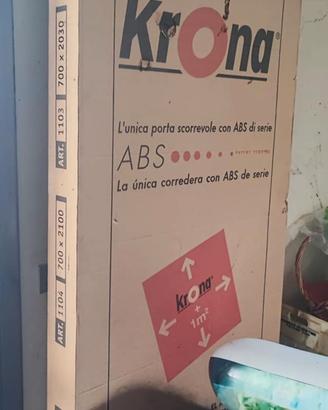 Krona
L'unica porta scorrevole con ABS di serie
ABS
La única corredera con ABS de serie
krona
+
1m²
ART. 1103 700 x 2030
ART. 1104 700 x 2100